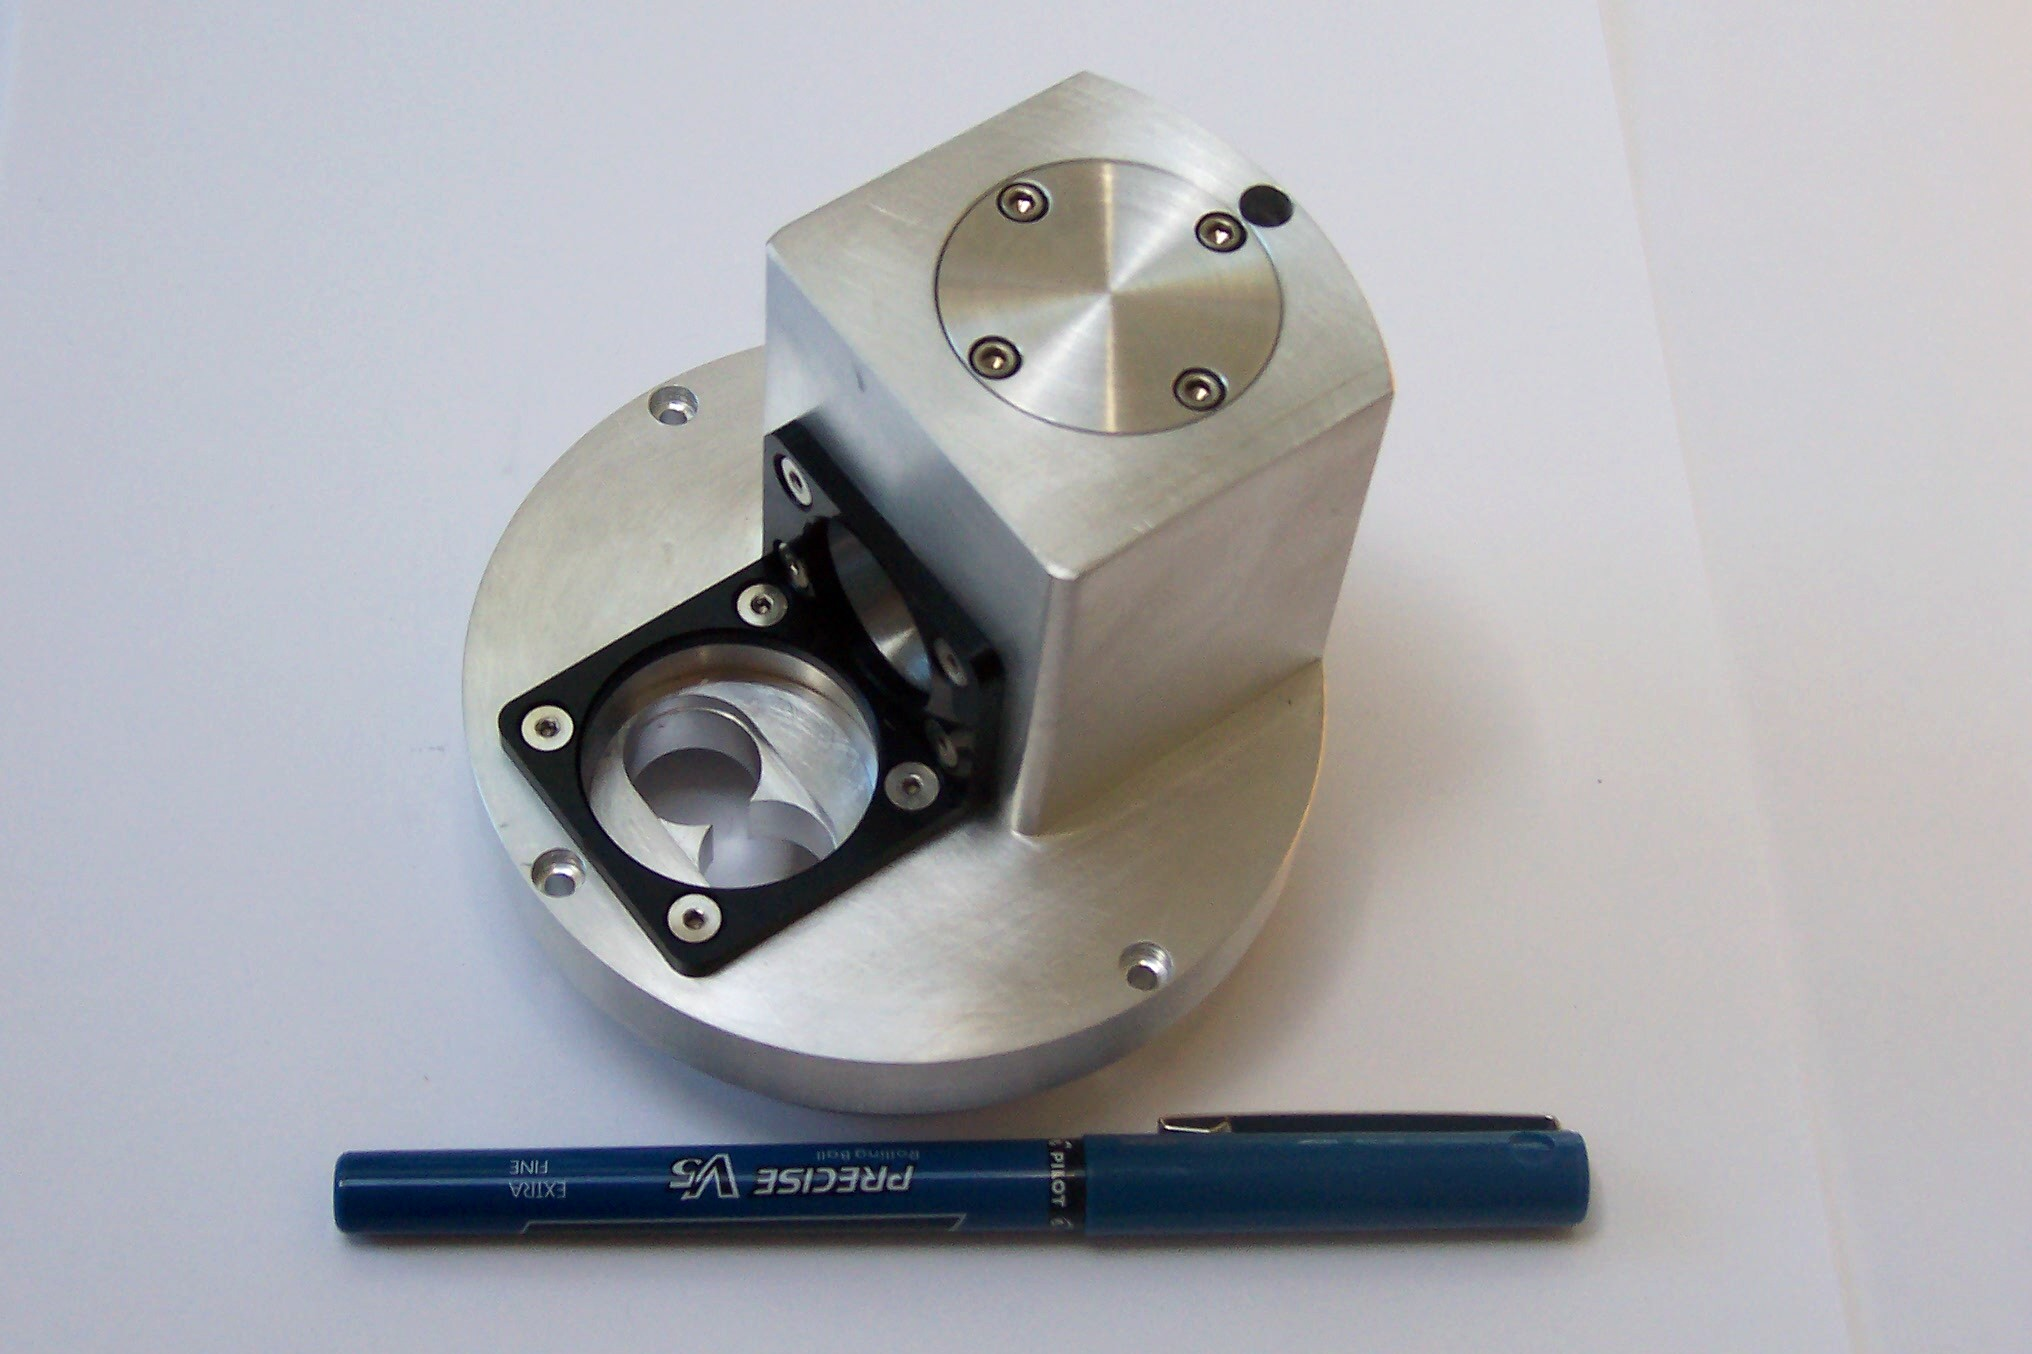 PRECISE V5
Rolling Ball
EXTRA
FINE
PILOT